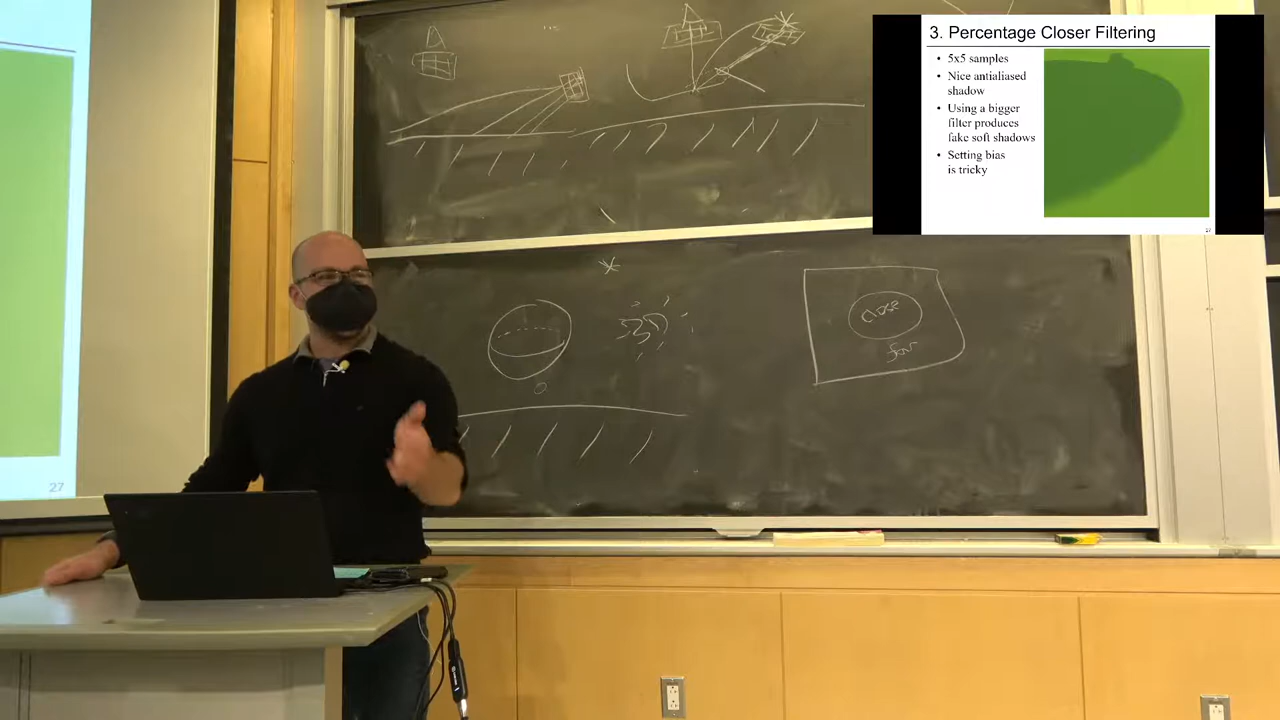 3. Percentage Closer Filtering
• 5x5 samples
• Nice antialiased
shadow
• Using a bigger
filter produces
fake soft shadows
• Setting bias
is tricky
27
close
far
27